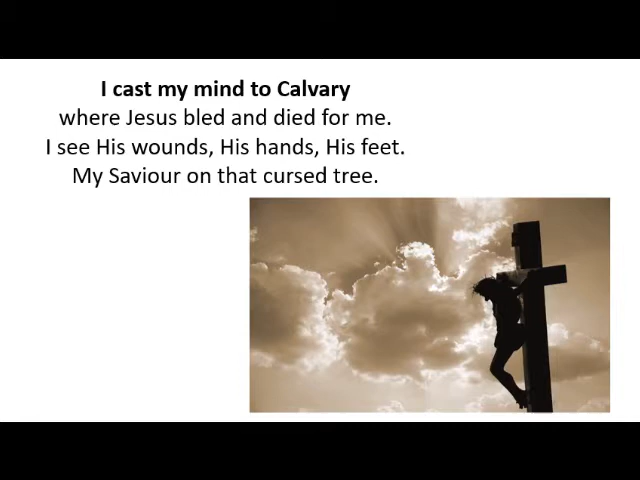 I cast my mind to Calvary
where Jesus bled and died for me.
I see His wounds, His hands, His feet.
My Saviour on that cursed tree.